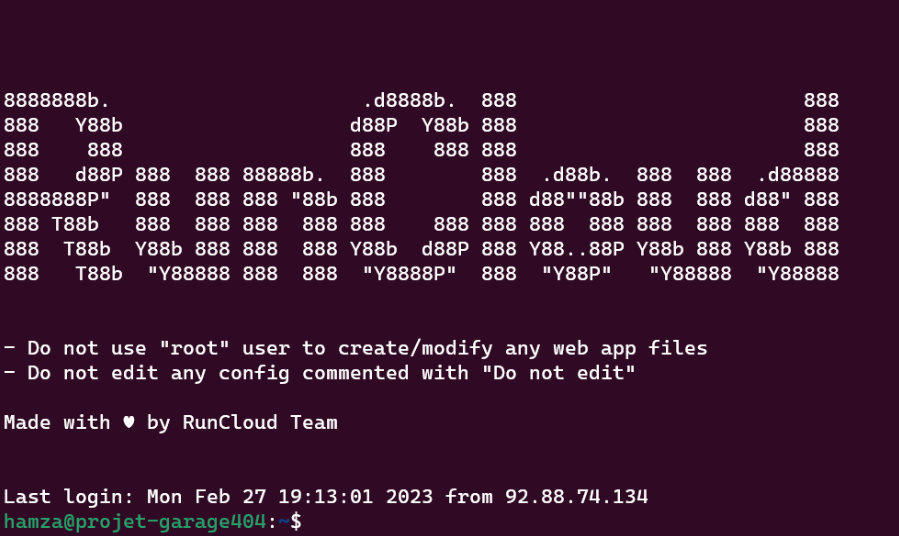 8888888b.                     .d8888b.  888                        888
888   Y88b                   d88P  Y88b 888                        888
888    888                   888    888 888                        888
888   d88P 888  888 88888b.  888        888  .d88b.  888  888  .d88888
8888888P"  888  888 888 "88b 888        888 d88""88b 888  888 d88" 888
888 T88b   888  888 888  888 888    888 888 888  888 888  888 888  888
888  T88b  Y88b 888 888  888 Y88b  d88P 888 Y88..88P Y88b 888 Y88b 888
888   T88b  "Y88888 888  888  "Y8888P"  888  "Y88P"   "Y88888  "Y88888
- Do not use "root" user to create/modify any web app files
- Do not edit any config commented with "Do not edit"
Made with ♥ by RunCloud Team
Last login: Mon Feb 27 19:13:01 2023 from 92.88.74.134
hamza@projet-garage404:~$